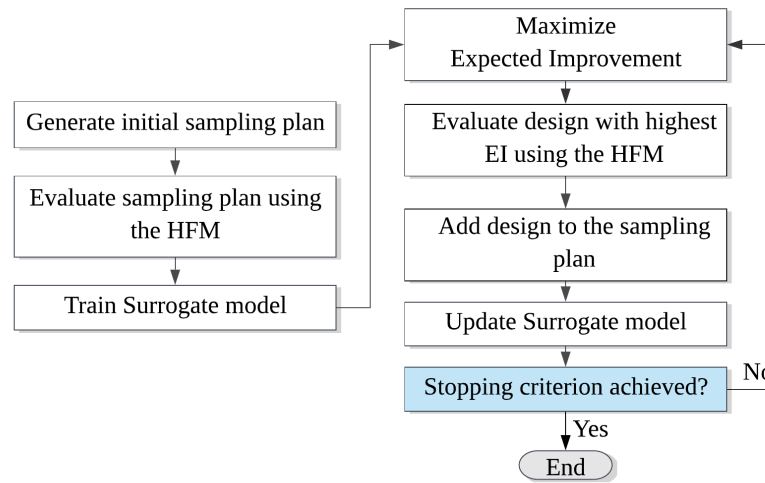 Generate initial sampling plan
Evaluate sampling plan using
the HFM
Train Surrogate model
Maximize
Expected Improvement
Evaluate design with highest
EI using the HFM
Add design to the sampling
plan
Update Surrogate model
Stopping criterion achieved?
No
Yes
End